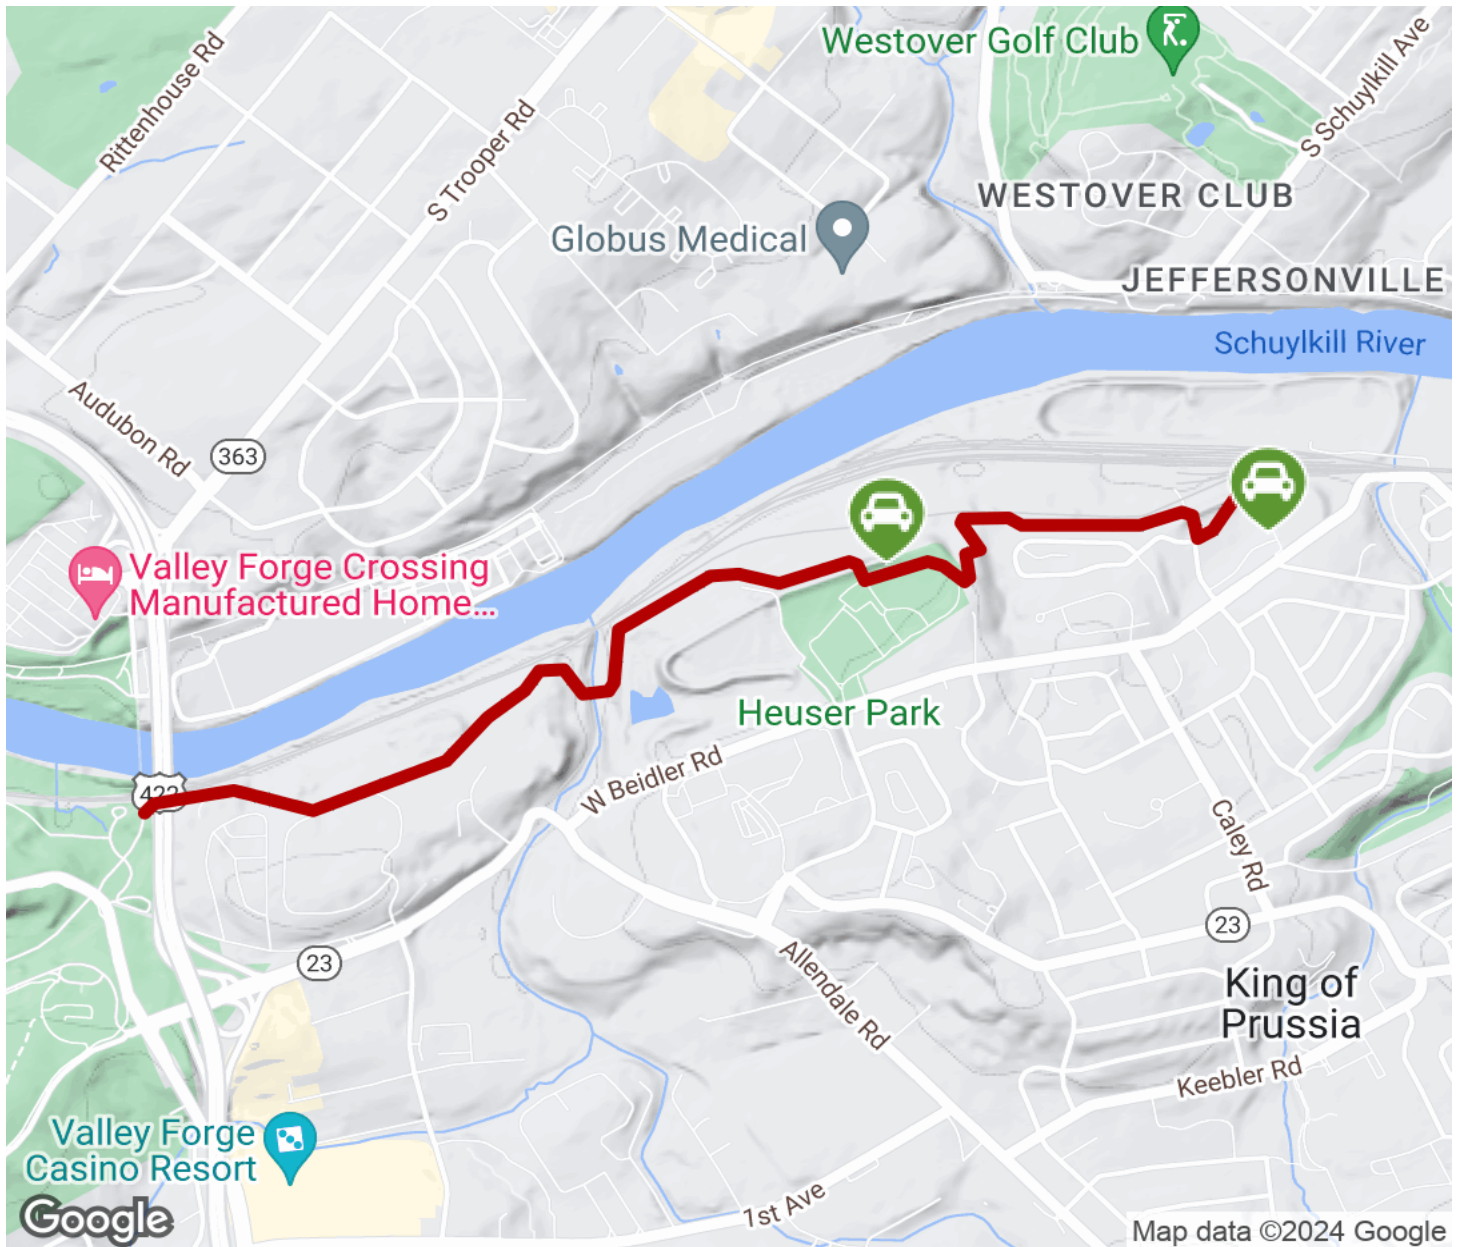 Westover Golf Club
Rittenhouse Rd
S Trooper Rd
S Schuylkill Ave
WESTOVER CLUB
Globus Medical
JEFFERSONVILLE
Schuylkill River
Audubon Rd
363
Valley Forge Crossing
Manufactured Home...
Heuser Park
422
W Beidler Rd
Caley Rd
23
23
Allendale Rd
King of
Prussia
Keebler Rd
Valley Forge
Casino Resort
1st Ave
Google
Map data ©2024 Google